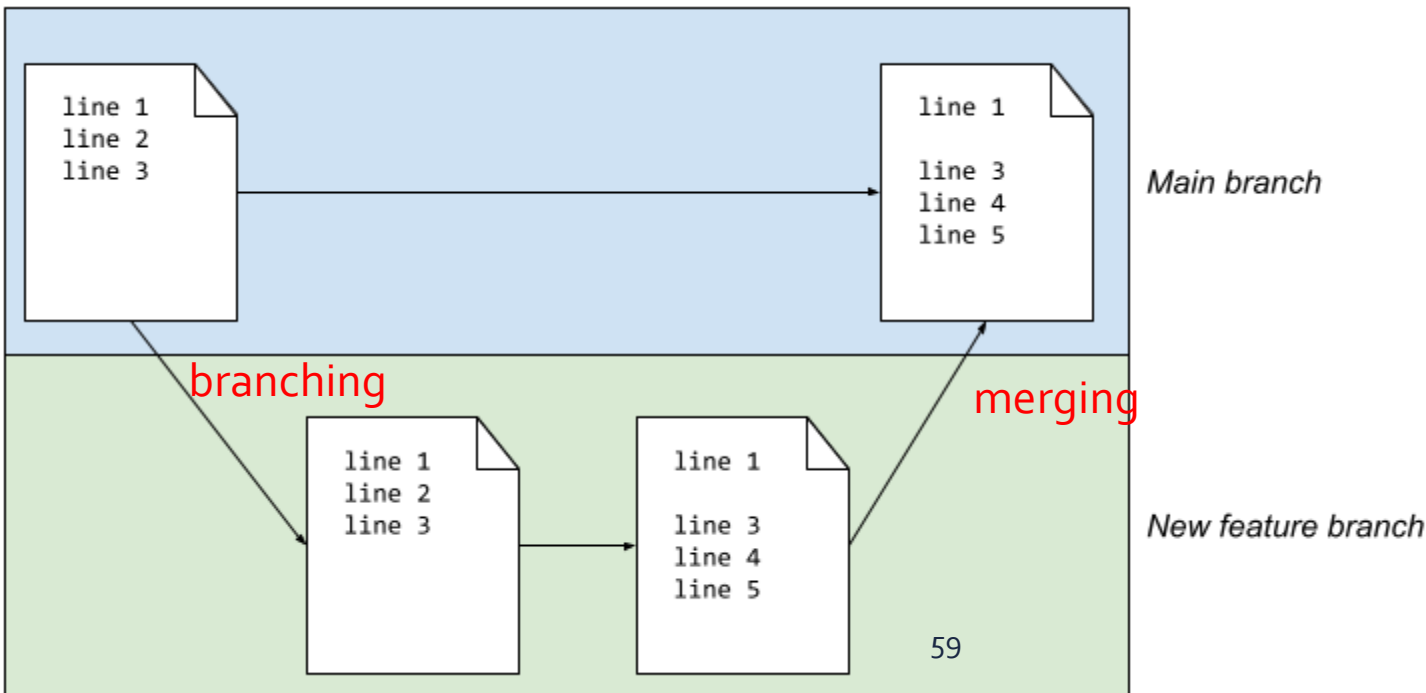 line 1
line 2
line 3
line 1
line 3
line 4
line 5
Main branch
branching
merging
line 1
line 2
line 3
line 1
line 3
line 4
line 5
New feature branch
59